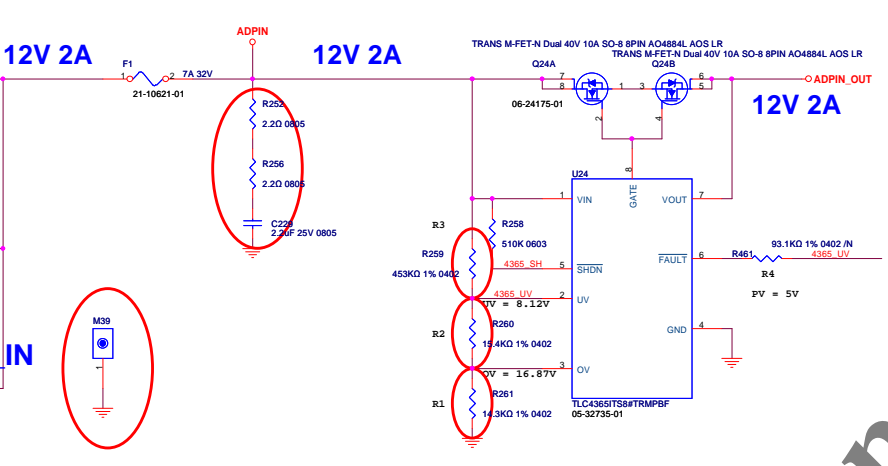 ADPIN
12V 2A
12V 2A
TRANS M-FET-N Dual 40V 10A SO-8 8PIN AO4884L AOS LR
TRANS M-FET-N Dual 40V 10A SO-8 8PIN AO4884L AOS LR
F1
Q24A
Q24B
1
2
7A 32V
7
8
1
3
6
5
ADPIN_OUT
21-10621-01
06-24175-01
12V 2A
R252
2.2Ω 0805
2
4
R256
2.2Ω 0805
8
U24
GATE
1
VIN
VOUT
7
C229
2.2uF 25V 0805
R3
R258
510K 0603
R259
453KΩ 1% 0402
4365_SH
5
SHDN
FAULT
6
R461
93.1KΩ 1% 0402 /N
4365_UV
R4
PV = 5V
4365_UV
2
UV
UV = 8.12V
M39
1
IN
R2
R260
15.4KΩ 1% 0402
GND
4
3
OV
OV = 16.87V
R1
R261
14.3KΩ 1% 0402
TLC4365ITS8#TRMPBF
05-32735-01